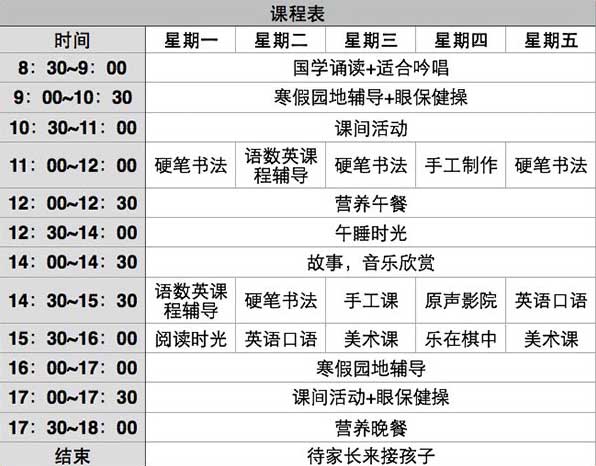 课程表
时间 星期一 星期二 星期三 星期四 星期五
8：30~9：00 国学诵读+适合吟唱
9：00~10：30 寒假园地辅导+眼保健操
10：30~11：00 课间活动
11：00~12：00 硬笔书法 语数英课程辅导 硬笔书法 手工制作 硬笔书法
12：00~12：30 营养午餐
12：30~14：00 午睡时光
14：00~14：30 故事，音乐欣赏
14：30~15：30 语数英课程辅导 硬笔书法 手工课 原声影院 英语口语
15：30~16：00 阅读时光 英语口语 美术课 乐在棋中 美术课
16：00~17：00 寒假园地辅导
17：00~17：30 课间活动+眼保健操
17：30~18：00 营养晚餐
结束 待家长来接孩子